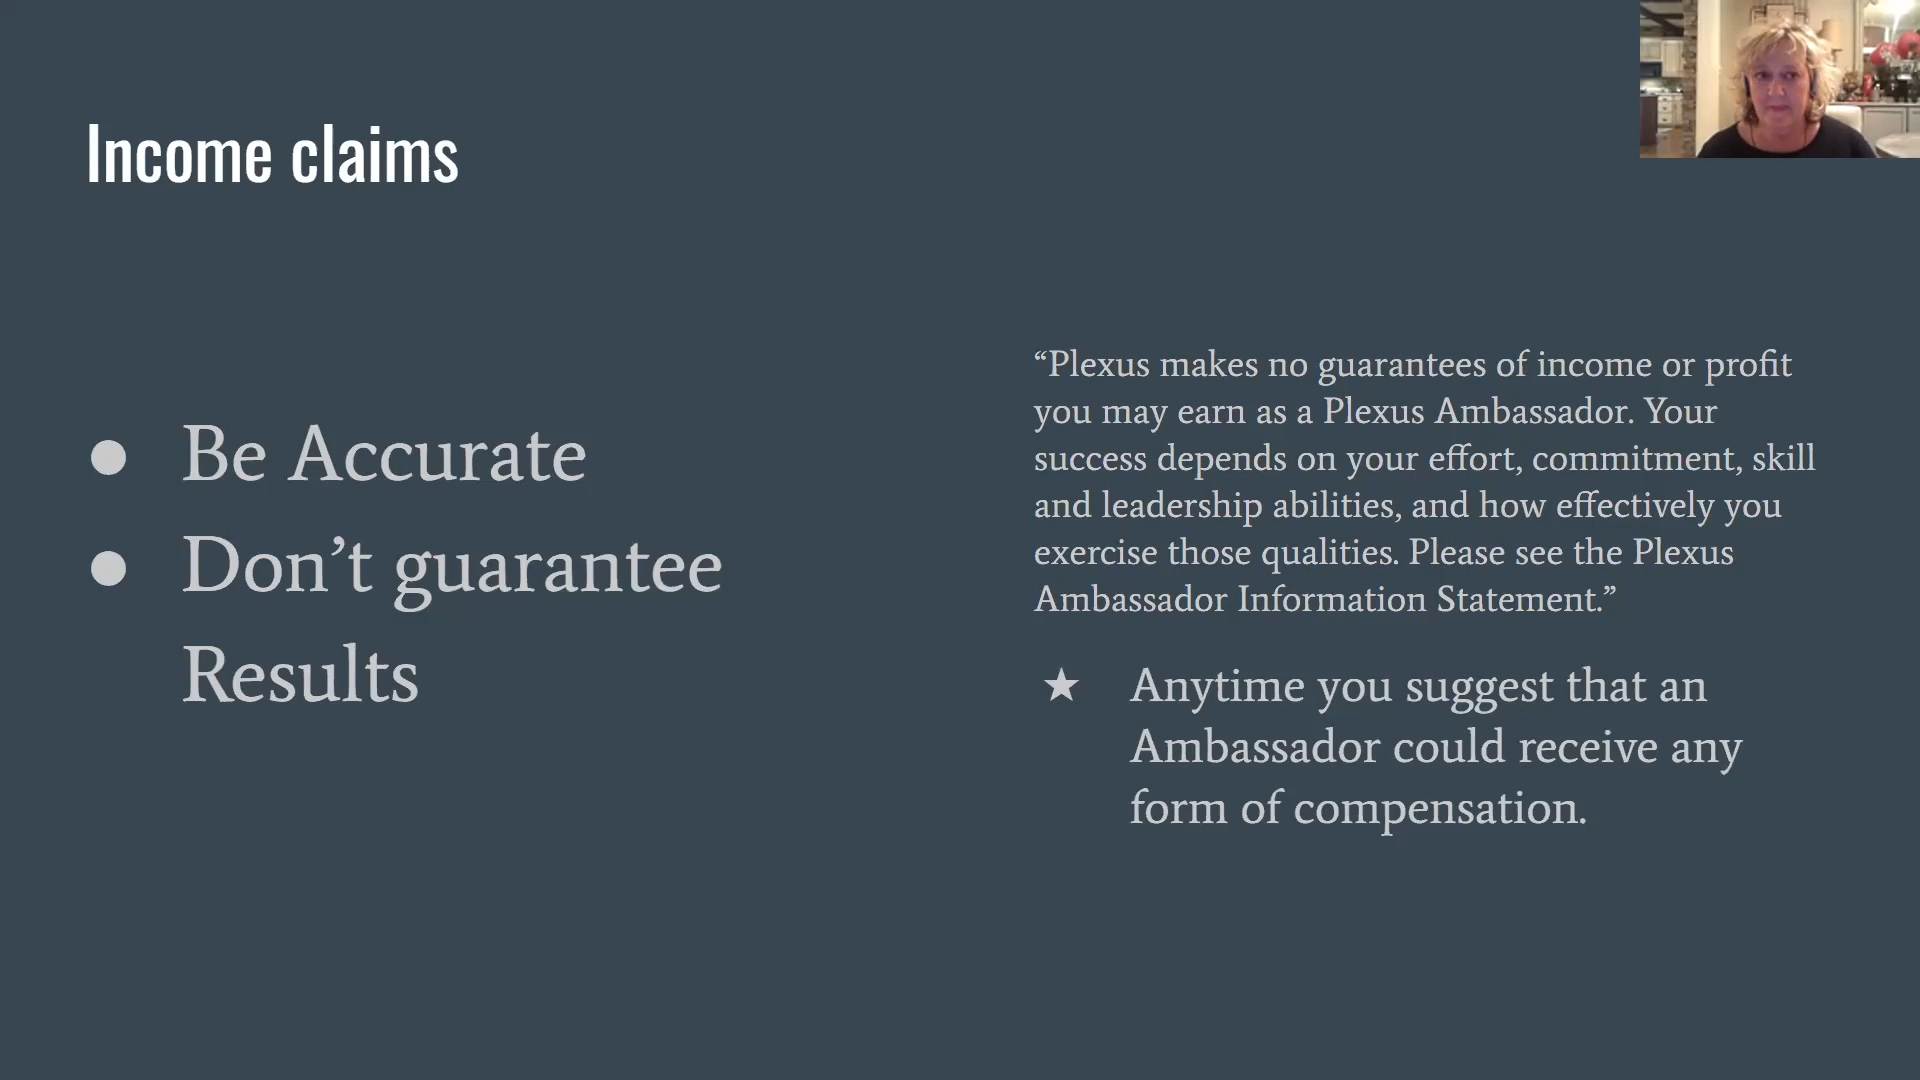 Income claims
● Be Accurate
● Don’t guarantee
Results
“Plexus makes no guarantees of income or profit
you may earn as a Plexus Ambassador. Your
success depends on your effort, commitment, skill
and leadership abilities, and how effectively you
exercise those qualities. Please see the Plexus
Ambassador Information Statement.”
★ Anytime you suggest that an
Ambassador could receive any
form of compensation.